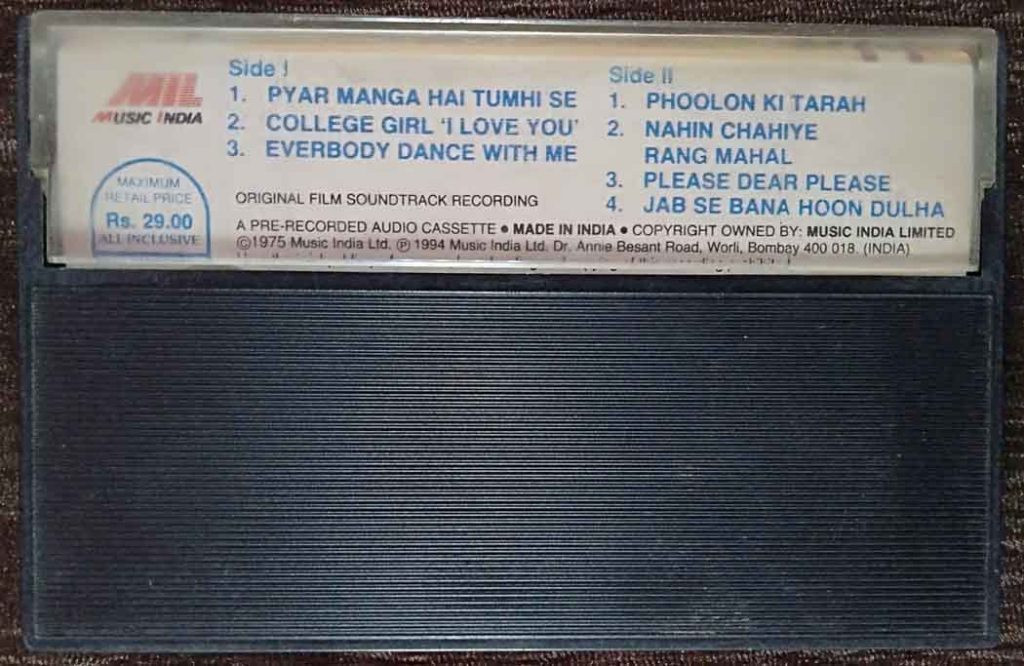 MIL
MUSIC INDIA
MAXIMUM
RETAIL PRICE
Rs. 29.00
ALL INCLUSIVE
Side I
1. PYAR MANGA HAI TUMHI SE
2. COLLEGE GIRL 'I LOVE YOU'
3. EVERBODY DANCE WITH ME
Side II
1. PHOOLON KI TARAH
2. NAHIN CHAHIYE
RANG MAHAL
3. PLEASE DEAR PLEASE
4. JAB SE BANA HOON DULHA
ORIGINAL FILM SOUNDTRACK RECORDING
A PRE-RECORDED AUDIO CASSETTE ● MADE IN INDIA ● COPYRIGHT OWNED BY: MUSIC INDIA LIMITED
©1975 Music India Ltd. ℗ 1994 Music India Ltd. Dr. Annie Besant Road, Worli, Bombay 400 018. (INDIA)